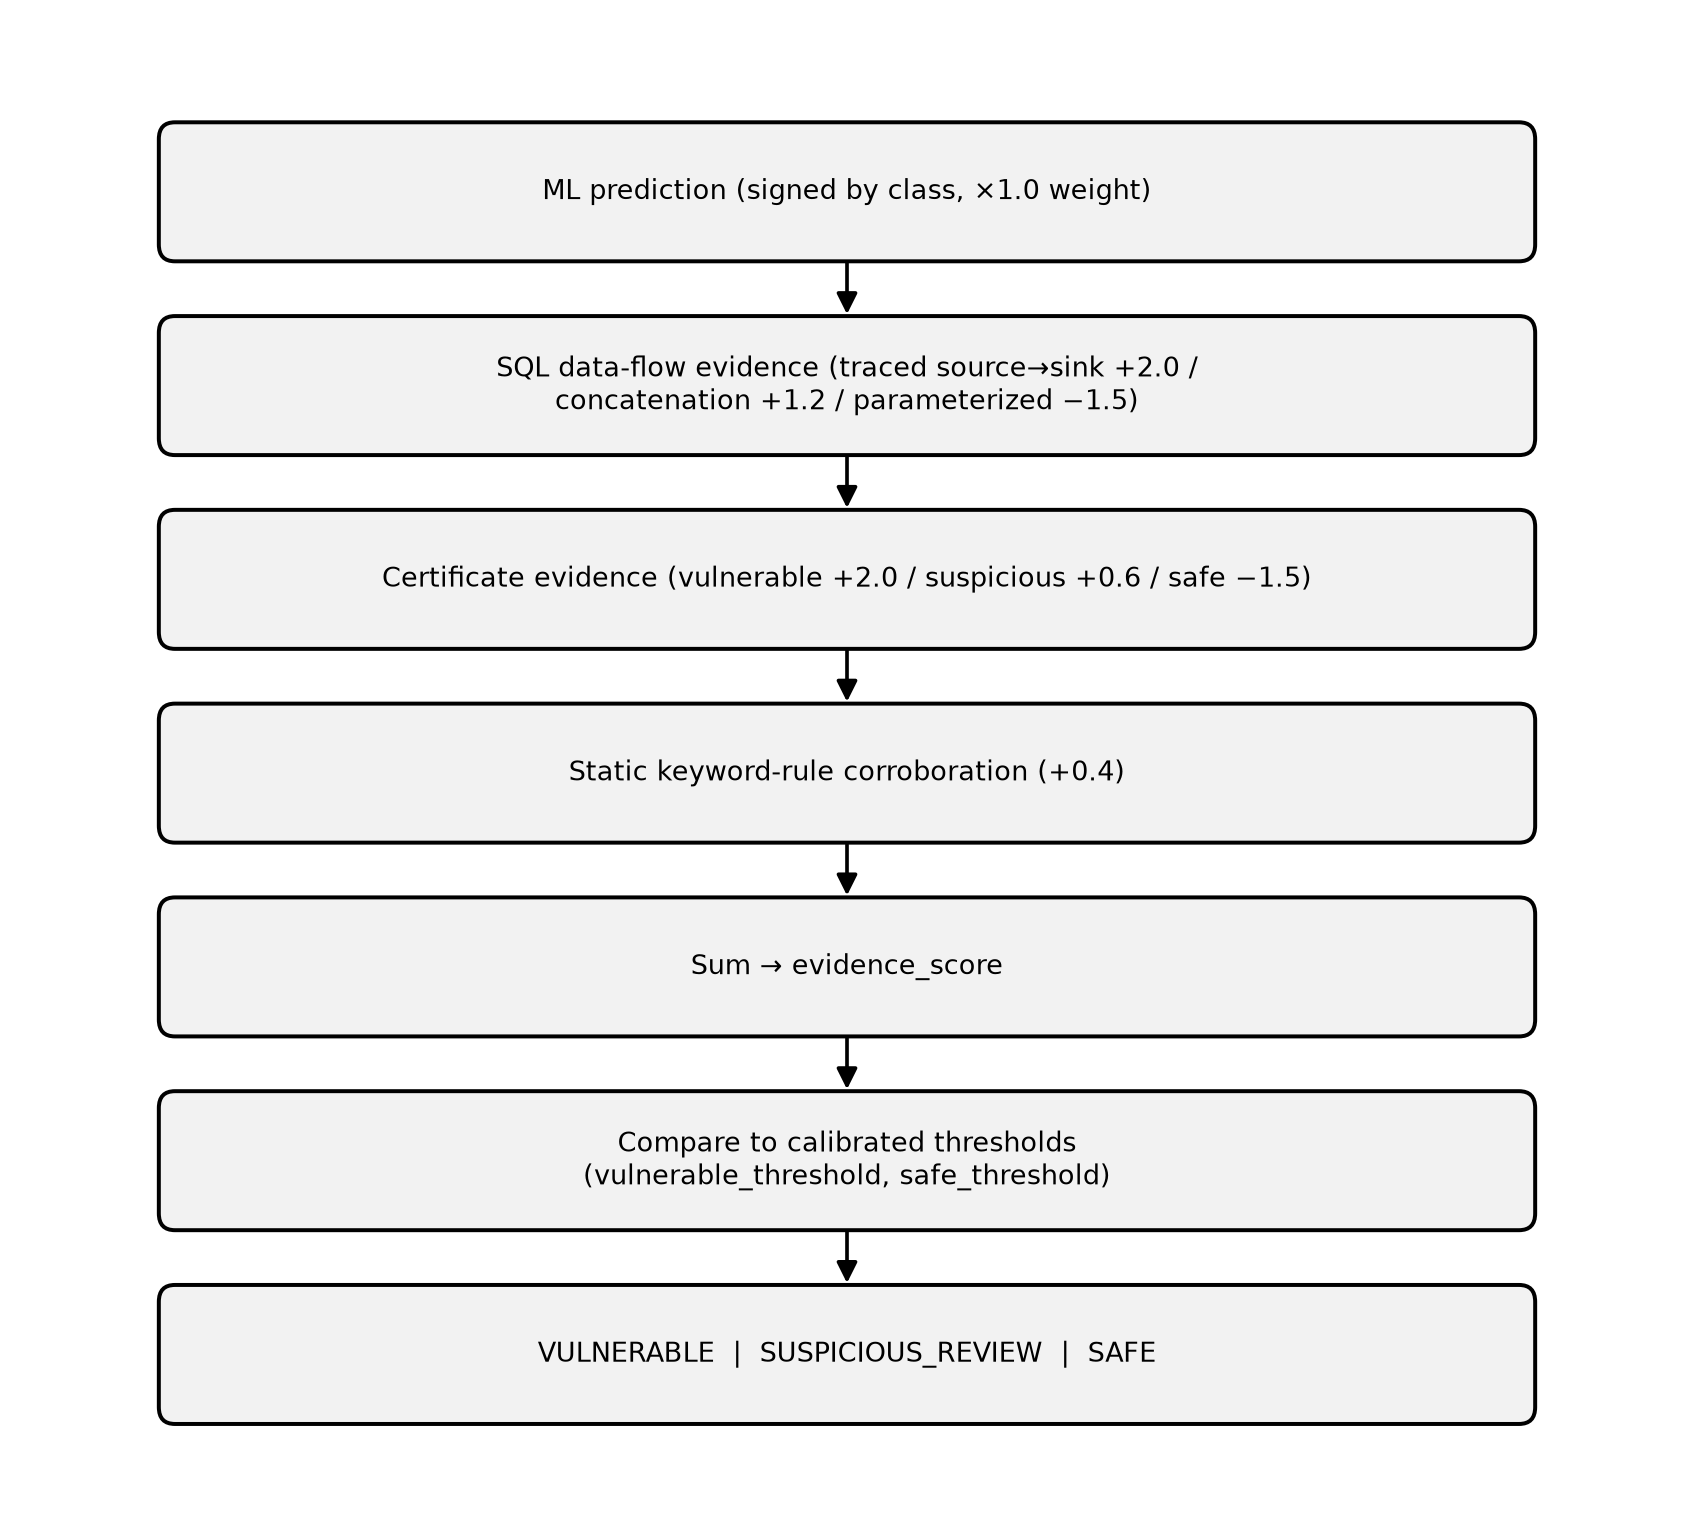 ML prediction (signed by class, ×1.0 weight)
SQL data-flow evidence (traced source→sink +2.0 /
concatenation +1.2 / parameterized −1.5)
Certificate evidence (vulnerable +2.0 / suspicious +0.6 / safe −1.5)
Static keyword-rule corroboration (+0.4)
Sum → evidence_score
Compare to calibrated thresholds
(vulnerable_threshold, safe_threshold)
VULNERABLE | SUSPICIOUS_REVIEW | SAFE